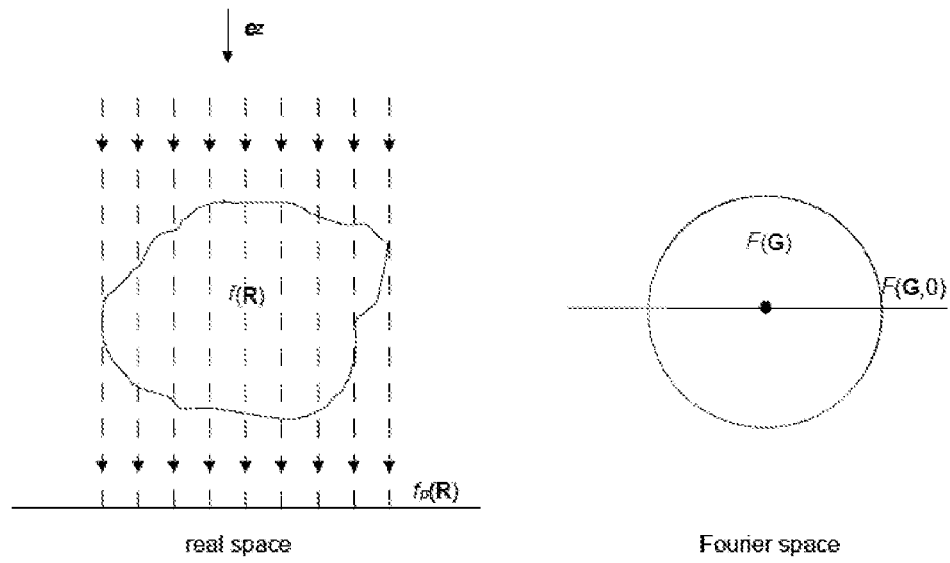 ez
f(R)
fp(R)
real space
F(G)
F(G,0)
Fourier space